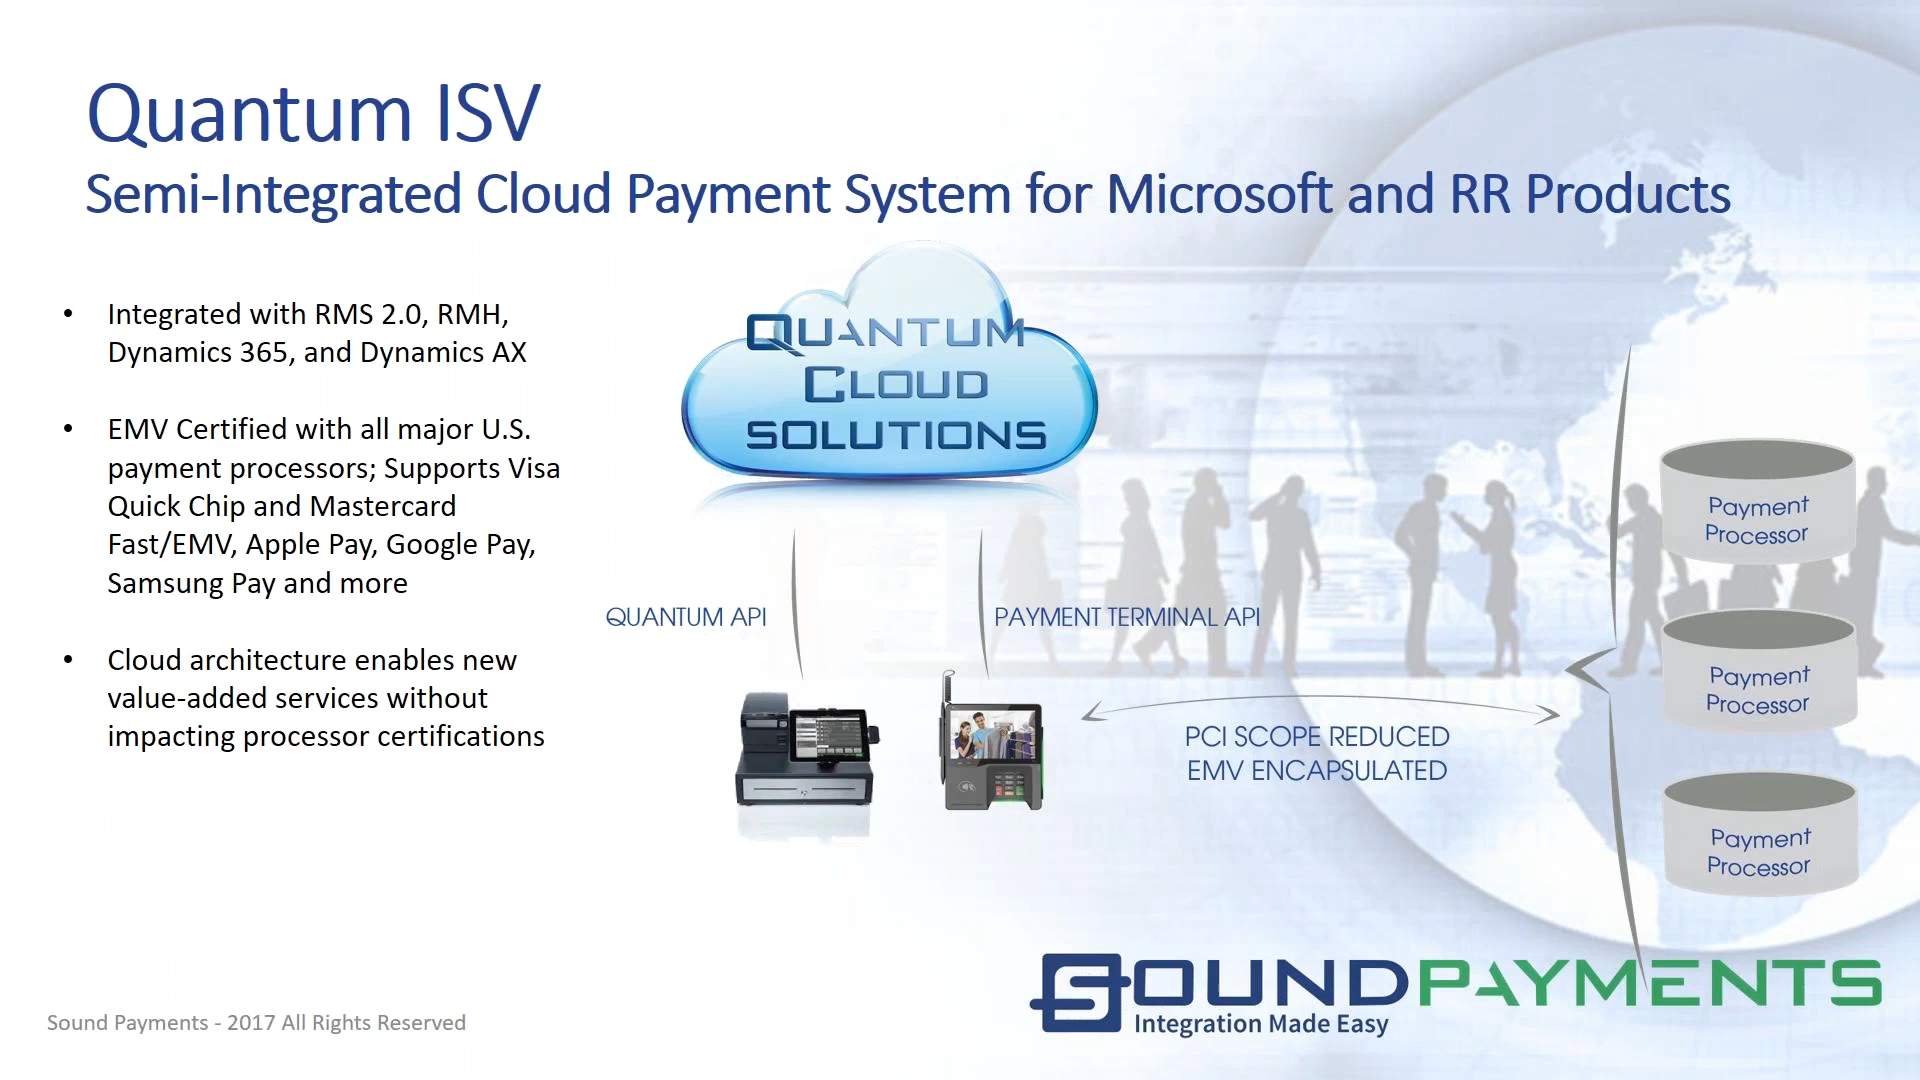 Quantum ISV
Semi-Integrated Cloud Payment System for Microsoft and RR Products
• Integrated with RMS 2.0, RMH,
Dynamics 365, and Dynamics AX
• EMV Certified with all major U.S.
payment processors; Supports Visa
Quick Chip and Mastercard
Fast/EMV, Apple Pay, Google Pay,
Samsung Pay and more
• Cloud architecture enables new
value-added services without
impacting processor certifications
QUANTUM
CLOUD
SOLUTIONS
QUANTUM API
PAYMENT TERMINAL API
PCI SCOPE REDUCED
EMV ENCAPSULATED
Payment
Processor
Payment
Processor
Payment
Processor
SOUNDPAYMENTS
Integration Made Easy
Sound Payments - 2017 All Rights Reserved